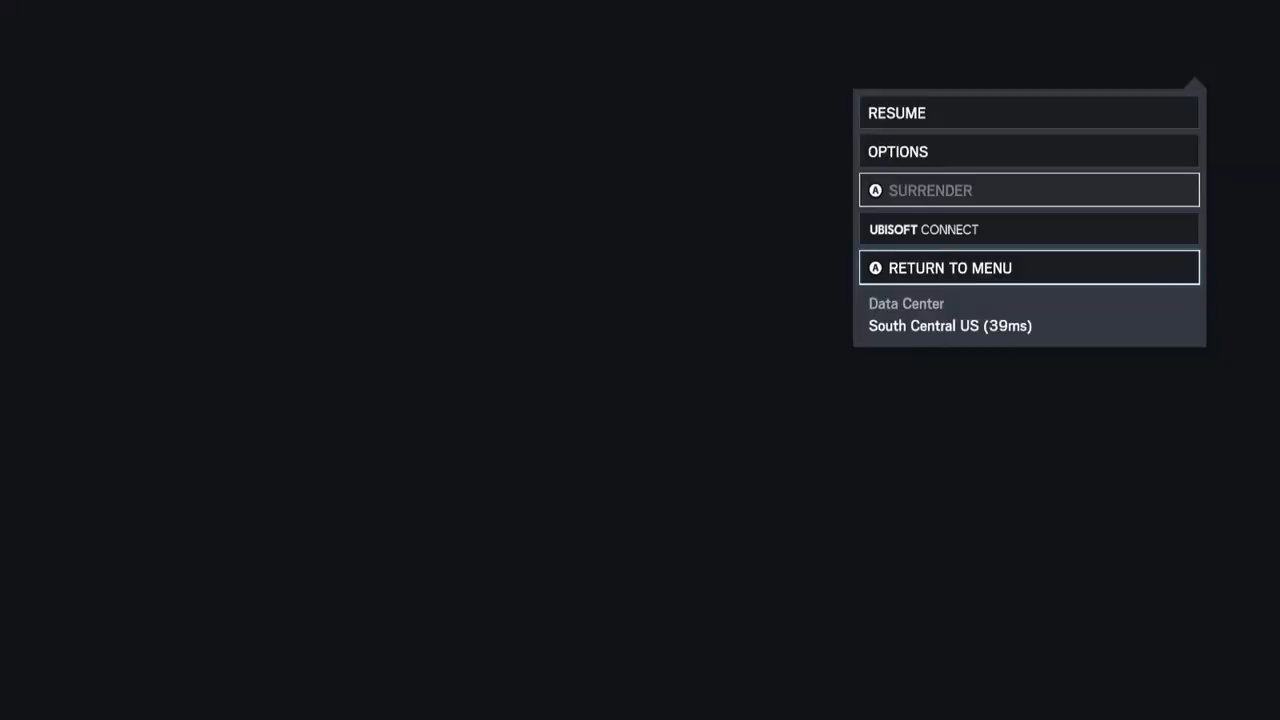 RESUME
OPTIONS
A SURRENDER
UBISOFT CONNECT
A RETURN TO MENU
Data Center
South Central US (39ms)